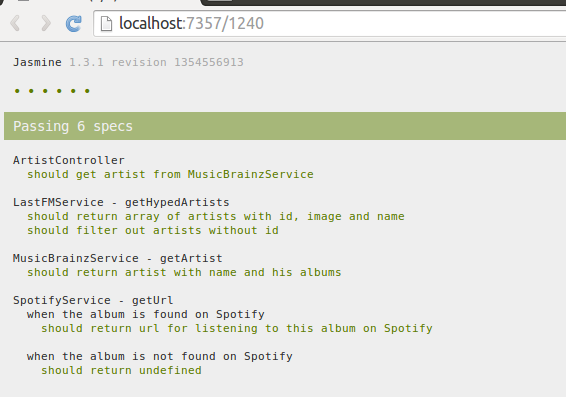 localhost:7357/1240
Jasmine 1.3.1 revision 1354556913
Passing 6 specs
ArtistController
should get artist from MusicBrainzService
LastFMService - getHypedArtists
should return array of artists with id, image and name
should filter out artists without id
MusicBrainzService - getArtist
should return artist with name and his albums
SpotifyService - getUrl
when the album is found on Spotify
should return url for listening to this album on Spotify
when the album is not found on Spotify
should return undefined